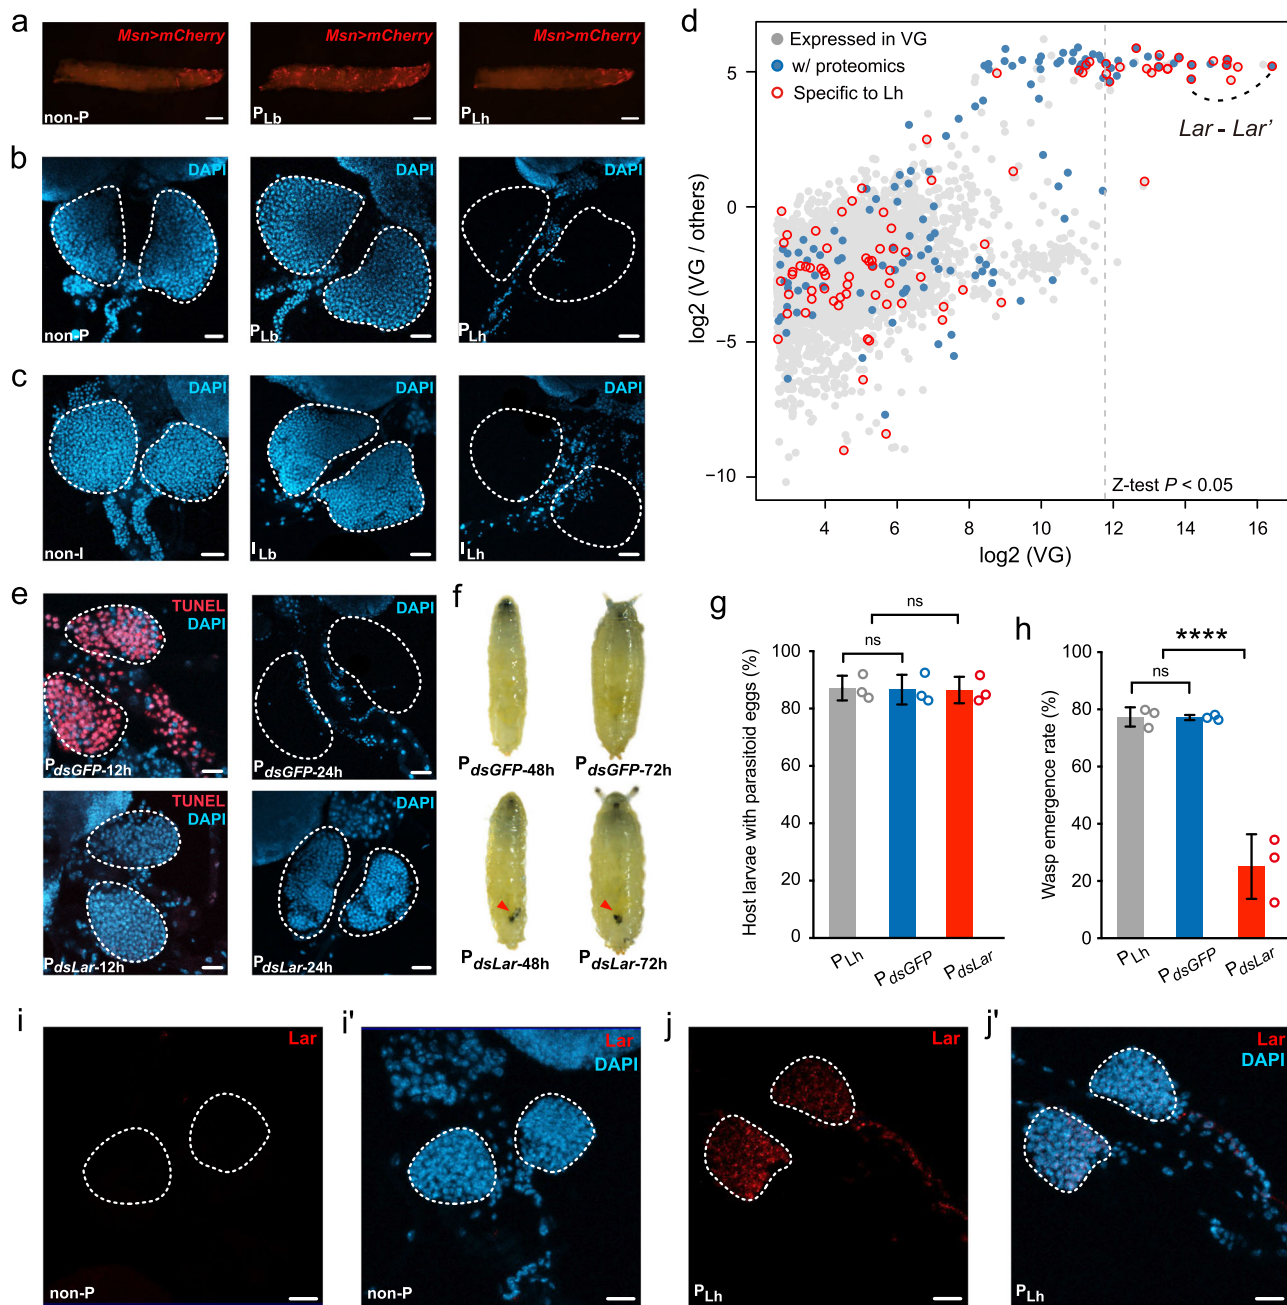 a
Msn>mCherry
non-P
Msn>mCherry
PLb
Msn>mCherry
PLh
b
DAPI
non-P
DAPI
PLb
DAPI
PLh
c
DAPI
non-I
DAPI
ILb
DAPI
ILh
d
Expressed in VG
w/ proteomics
Specific to Lh
Lar - Lar'
Z-test P < 0.05
5
0
−5
−10
log2 (VG / others)
4
6
8
10
12
14
16
log2 (VG)
e
TUNEL
DAPI
PdsGFP-12h
DAPI
PdsGFP-24h
TUNEL
DAPI
PdsLar-12h
DAPI
PdsLar-24h
f
PdsGFP-48h
PdsGFP-72h
PdsLar-48h
PdsLar-72h
g
ns
ns
100
80
60
40
20
0
Host larvae with parasitoid eggs (%)
PLh
PdsGFP
PdsLar
h
****
ns
100
80
60
40
20
0
Wasp emergence rate (%)
PLh
PdsGFP
PdsLar
i
Lar
non-P
i'
Lar
DAPI
non-P
j
Lar
PLh
j'
Lar
DAPI
PLh